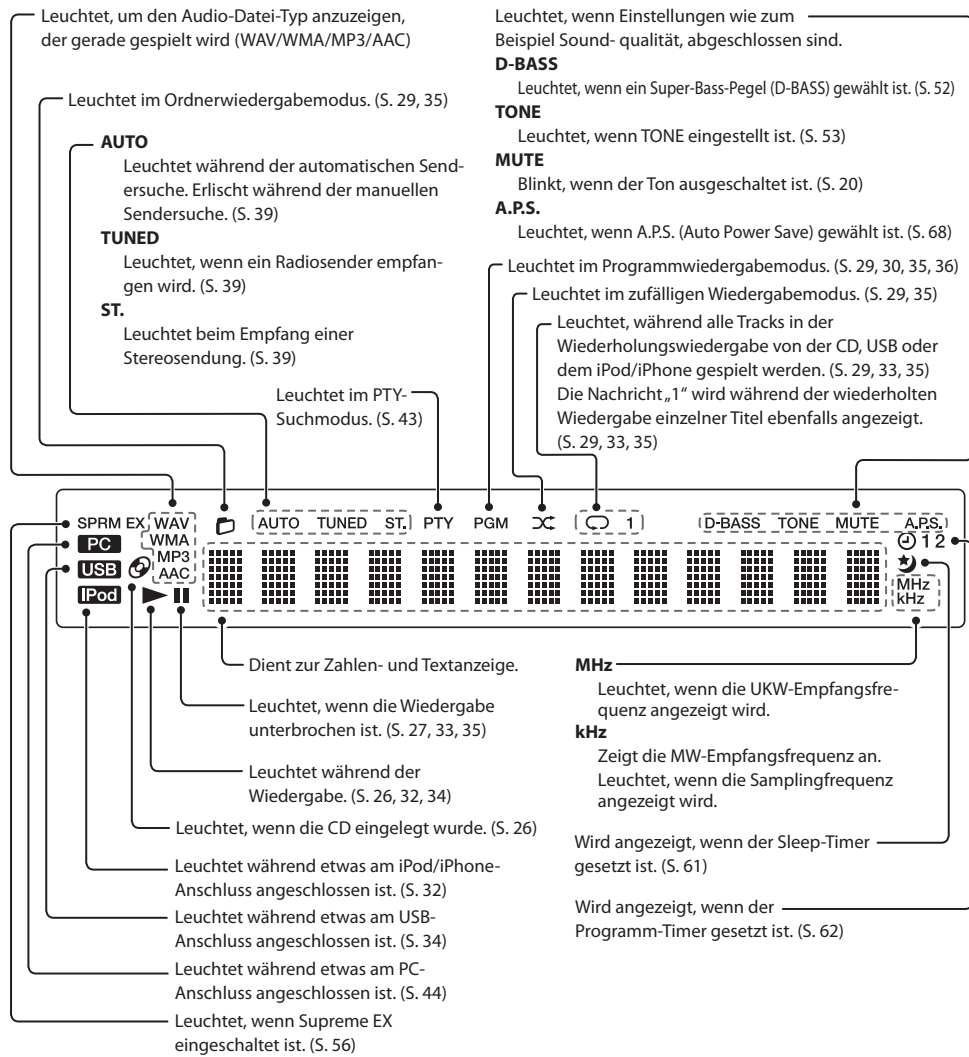 Leuchtet, um den Audio-Datei-Typ anzuzeigen,
der gerade gespielt wird (WAV/WMA/MP3/AAC)
Leuchtet im Ordnerwiedergabemodus. (S. 29, 35)
AUTO
Leuchtet während der automatischen Send-
ersuche. Erlischt während der manuellen
Sendersuche. (S. 39)
TUNED
Leuchtet, wenn ein Radiosender empfan-
gen wird. (S. 39)
ST.
Leuchtet beim Empfang einer
Stereosendung. (S. 39)
Leuchtet im PTY-
Suchmodus. (S. 43)
Leuchtet, wenn Einstellungen wie zum
Beispiel Sound- qualität, abgeschlossen sind.
D-BASS
Leuchtet, wenn ein Super-Bass-Pegel (D-BASS) gewählt ist. (S. 52)
TONE
Leuchtet, wenn TONE eingestellt ist. (S. 53)
MUTE
Blinkt, wenn der Ton ausgeschaltet ist. (S. 20)
A.P.S.
Leuchtet, wenn A.P.S. (Auto Power Save) gewählt ist. (S. 68)
Leuchtet im Programmwiedergabemodus. (S. 29, 30, 35, 36)
Leuchtet im zufälligen Wiedergabemodus. (S. 29, 35)
Leuchtet, während alle Tracks in der
Wiederholungswiedergabe von der CD, USB oder
dem iPod/iPhone gespielt werden. (S. 29, 33, 35)
Die Nachricht „1" wird während der wiederholten
Wiedergabe einzelner Titel ebenfalls angezeigt.
(S. 29, 33, 35)
SPRM EX WAV AUTO TUNED ST. PTY PGM 1 D-BASS TONE MUTE A.P.S.
PC WMA 1 2
USB MP3
AAC MHz
IPod kHz
Dient zur Zahlen- und Textanzeige.
Leuchtet, wenn die Wiedergabe
unterbrochen ist. (S. 27, 33, 35)
Leuchtet während der
Wiedergabe. (S. 26, 32, 34)
Leuchtet, wenn die CD eingelegt wurde. (S. 26)
Leuchtet während etwas am iPod/iPhone-
Anschluss angeschlossen ist. (S. 32)
Leuchtet während etwas am USB-
Anschluss angeschlossen ist. (S. 34)
Leuchtet während etwas am PC-
Anschluss angeschlossen ist. (S. 44)
Leuchtet, wenn Supreme EX
eingeschaltet ist. (S. 56)
MHz
Leuchtet, wenn die UKW-Empfangsfre-
quenz angezeigt wird.
kHz
Zeigt die MW-Empfangsfrequenz an.
Leuchtet, wenn die Samplingfrequenz
angezeigt wird.
Wird angezeigt, wenn der Sleep-Timer
gesetzt ist. (S. 61)
Wird angezeigt, wenn der
Programm-Timer gesetzt ist. (S. 62)